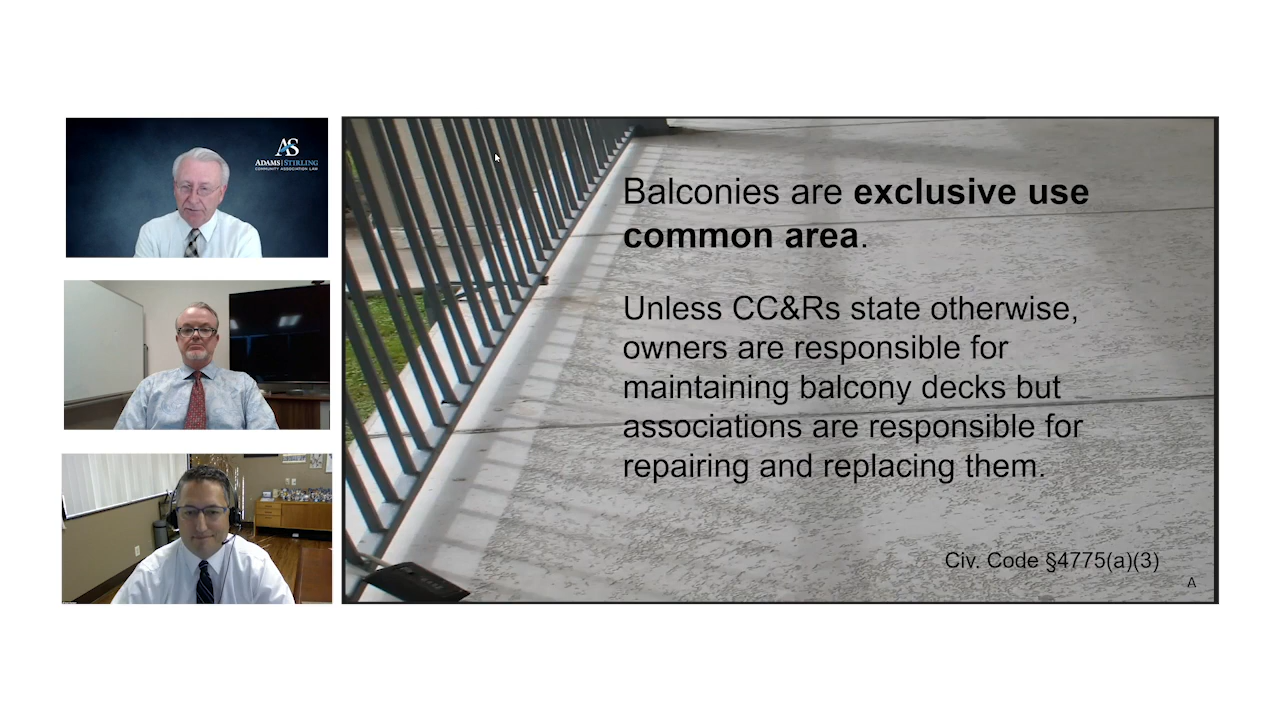 AS
ADAMS|STIRLING
COMMUNITY ASSOCIATION LAW
Balconies are exclusive use
common area.
Unless CC&Rs state otherwise,
owners are responsible for
maintaining balcony decks but
associations are responsible for
repairing and replacing them.
Civ. Code §4775(a)(3)
A